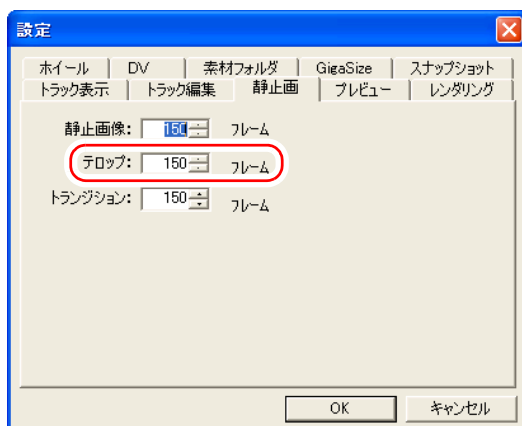 設定
ホイール DV 素材フォルダ GigaSize スナップショット
トラック表示 トラック編集 静止画 プレビュー レンダリング
静止画像: 150 フレーム
テロップ: 150 フレーム
トランジション: 150 フレーム
OK キャンセル